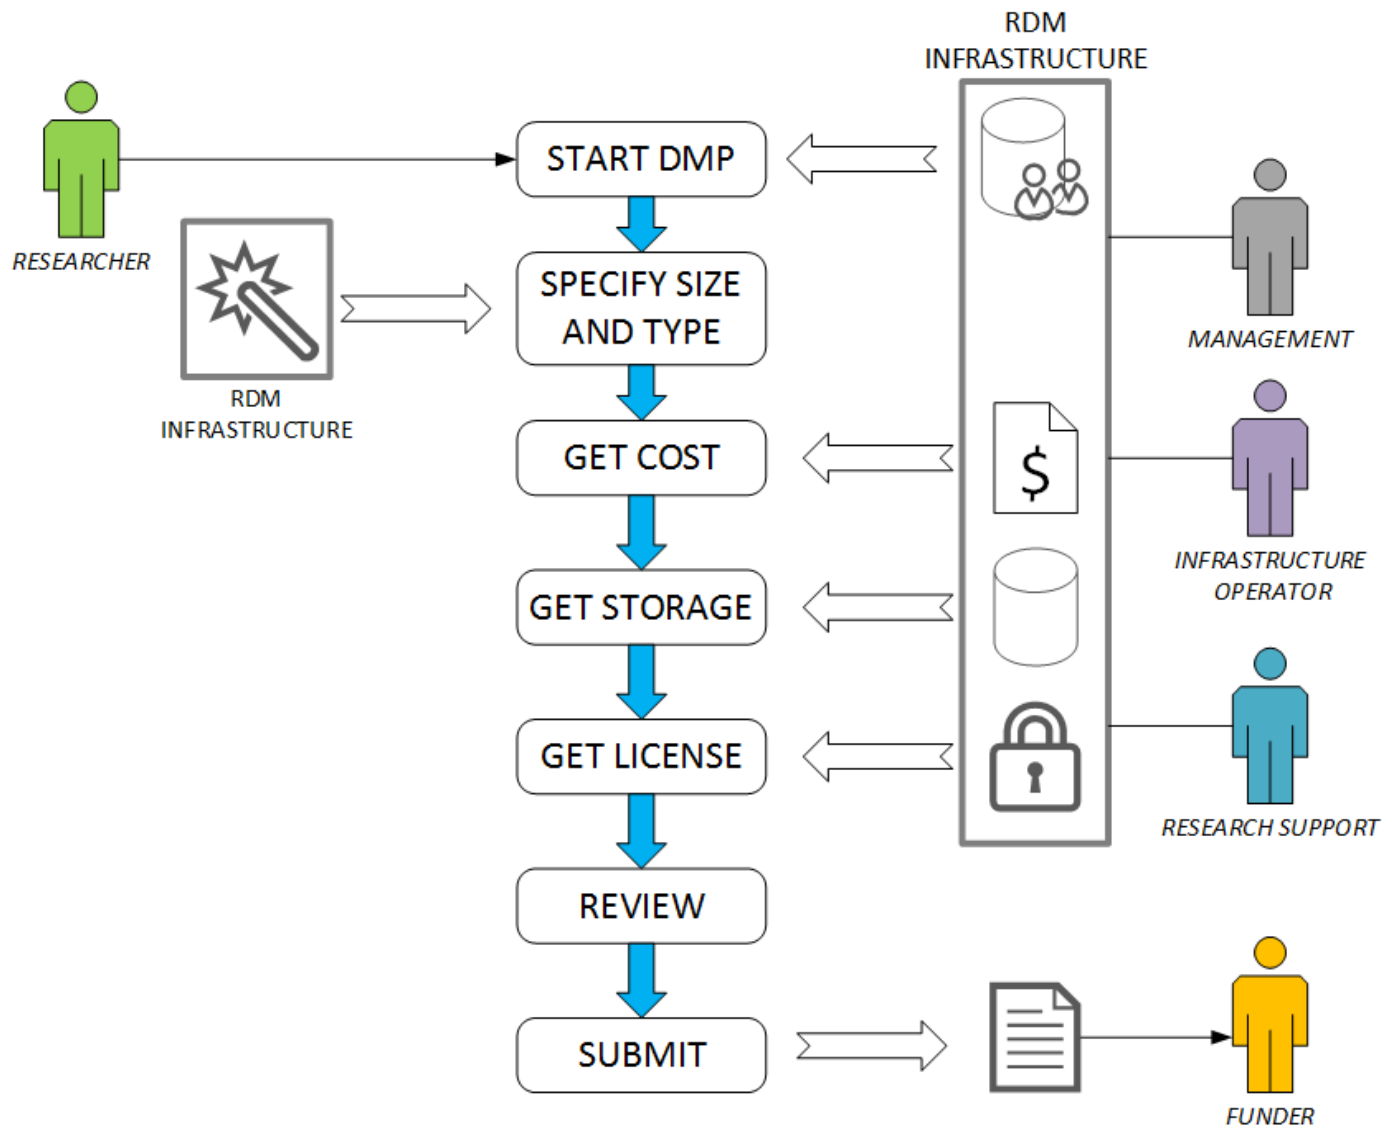 RDM
INFRASTRUCTURE
START DMP
RESEARCHER
SPECIFY SIZE
AND TYPE
MANAGEMENT
RDM
INFRASTRUCTURE
GET COST
$
INFRASTRUCTURE
OPERATOR
GET STORAGE
GET LICENSE
RESEARCH SUPPORT
REVIEW
SUBMIT
FUNDER